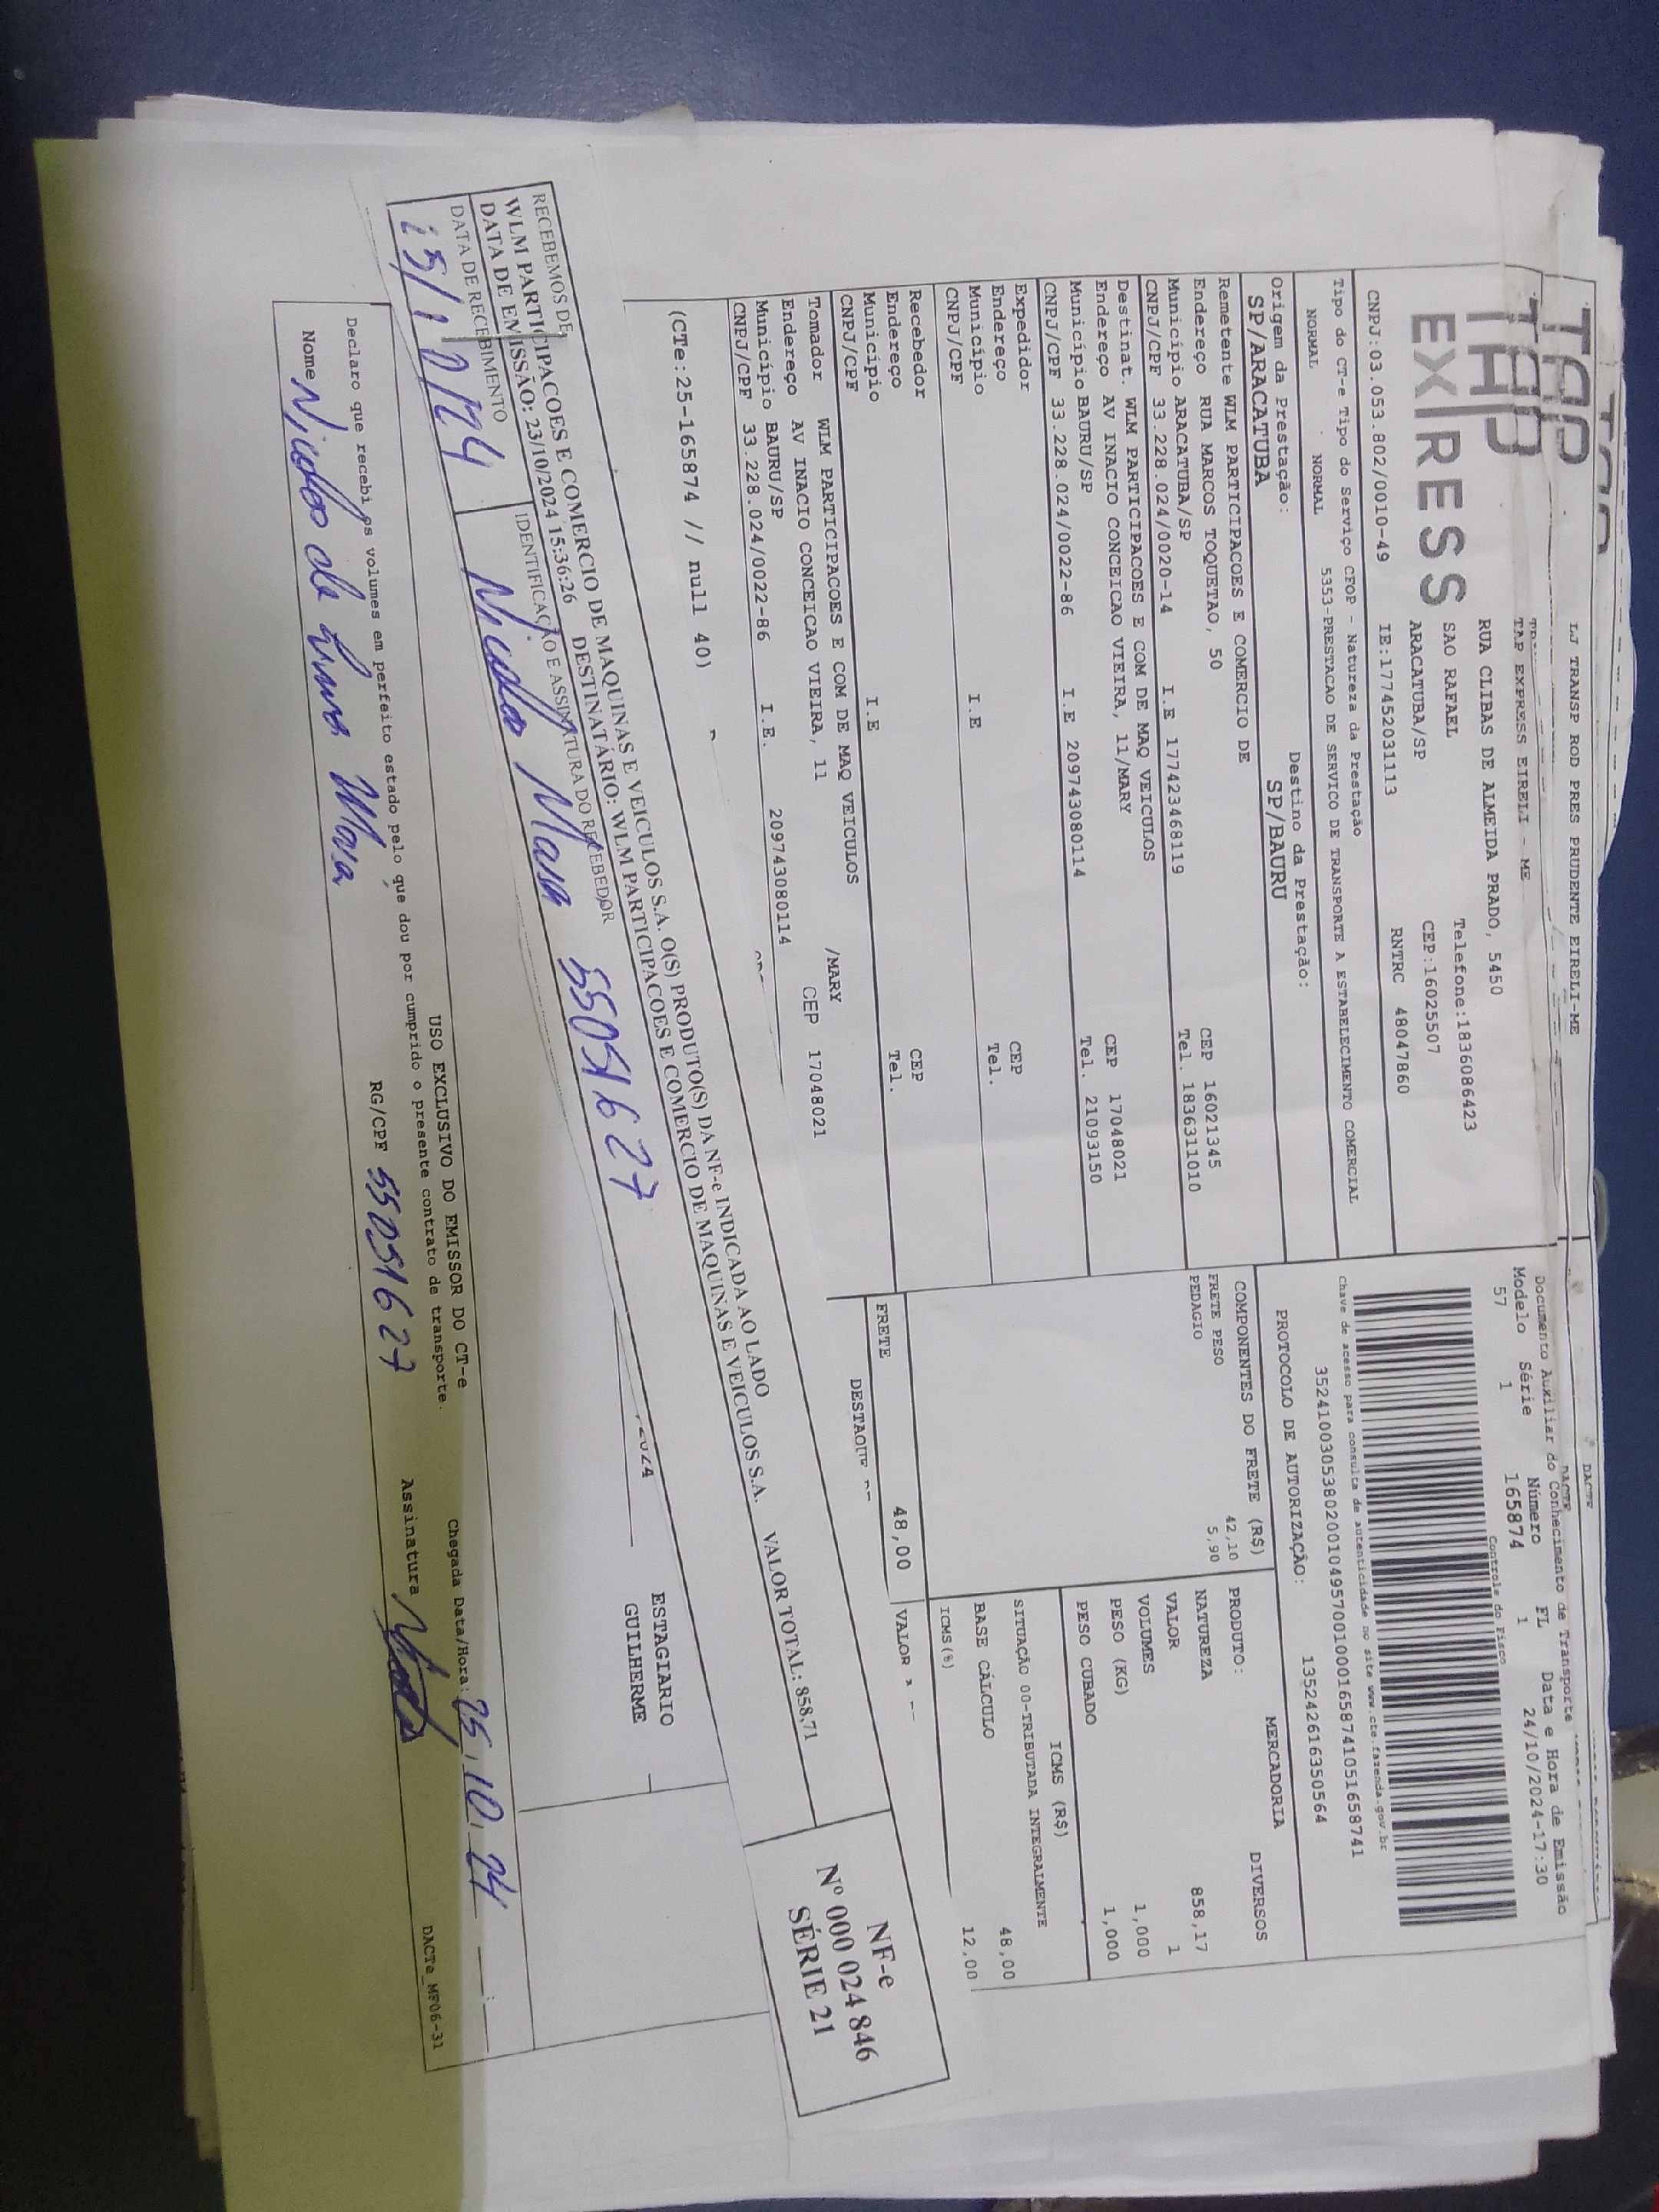 LJ TRANSP ROD PRES PRUDENTE EIRELI-ME
DACTE
TAP EXPRESS EIRELI - ME
TAP
EXPRESS
RUA CLIBAS DE ALMEIDA PRADO, 5450
SAO RAFAEL Telefone:1836086423
ARACATUBA/SP CEP:16025507
CNPJ:03.053.802/0010-49 IE:177452031113 RNTRC 48047860
Documento Auxiliar do Conhecimento de Transporte
Modelo Série Número FL Data e Hora de Emissão
57 1 165874 1 24/10/2024-17:30
Controle do Fisco
Chave de acesso para consulta de autenticidade no site www.cte.fazenda.gov.br
35241003053802001049570010001658741051658741
PROTOCOLO DE AUTORIZAÇÃO: 135242616350564
Tipo do CT-e Tipo do Serviço CFOP - Natureza da Prestação
NORMAL NORMAL 5353-PRESTACAO DE SERVICO DE TRANSPORTE A ESTABELECIMENTO COMERCIAL
Origem da Prestação: Destino da Prestação:
SP/ARACATUBA SP/BAURU
Remetente WLM PARTICIPACOES E COMERCIO DE
Endereço RUA MARCOS TOQUETAO, 50 CEP 16021345
Município ARACATUBA/SP Tel. 1836311010
CNPJ/CPF 33.228.024/0020-14 I.E 177423468119
Destinat. WLM PARTICIPACOES E COM DE MAQ VEICULOS
Endereço AV INACIO CONCEICAO VIEIRA, 11/MARY CEP 17048021
Município BAURU/SP Tel. 21093150
CNPJ/CPF 33.228.024/0022-86 I.E 209743080114
Expedidor
Endereço CEP
Município Tel.
CNPJ/CPF I.E
Recebedor
Endereço CEP
Município Tel.
CNPJ/CPF I.E
Tomador WLM PARTICIPACOES E COM DE MAQ VEICULOS
Endereço AV INACIO CONCEICAO VIEIRA, 11 /MARY
Município BAURU/SP CEP 17048021
CNPJ/CPF 33.228.024/0022-86 I.E. 209743080114
COMPONENTES DO FRETE (R$)
FRETE PESO 42,10
PEDAGIO 5,90
MERCADORIA
PRODUTO: DIVERSOS
NATUREZA
VALOR 858,17
VOLUMES 1
PESO (KG) 1,000
PESO CUBADO 1,000
ICMS (R$)
SITUAÇÃO 00-TRIBUTADA INTEGRALMENTE
BASE CÁLCULO 48,00
ICMS(%) 12,00
FRETE 48,00 VALOR
DESTAQUE
(CTe:25-165874 // null 40)
RECEBEMOS DE
WLM PARTICIPACOES E COMERCIO DE MAQUINAS E VEICULOS S.A. O(S) PRODUTO(S) DA NF-e INDICADA AO LADO
DATA DE EMISSÃO: 23/10/2024 15:36:26 DESTINATÁRIO: WLM PARTICIPACOES E COMERCIO DE MAQUINAS E VEICULOS S.A. VALOR TOTAL: 858,71
DATA DE RECEBIMENTO IDENTIFICAÇÃO E ASSINATURA DO RECEBEDOR
NF-e
Nº 000 024 846
SÉRIE 21
ESTAGIARIO
GUILHERME
USO EXCLUSIVO DO EMISSOR DO CT-e
Declaro que recebi os volumes em perfeito estado pelo que dou por cumprido o presente contrato de transporte.
Chegada Data/Hora: 25, 10, 24
Nome RG/CPF 55051627 Assinatura
DACTe_MF06-31